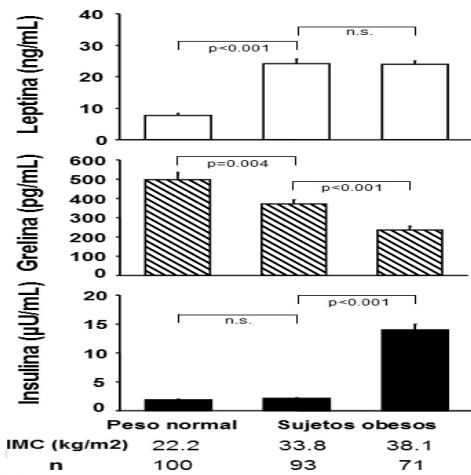 Leptina (ng/mL)
40
30
20
10
0
p<0.001
n.s.
Grelina (pg/mL)
600
500
400
300
200
100
0
p=0.004
p<0.001
Insulina (µU/mL)
20
15
10
5
0
n.s.
p<0.001
Peso normal Sujetos obesos
IMC (kg/m2) 22.2 33.8 38.1
n 100 93 71